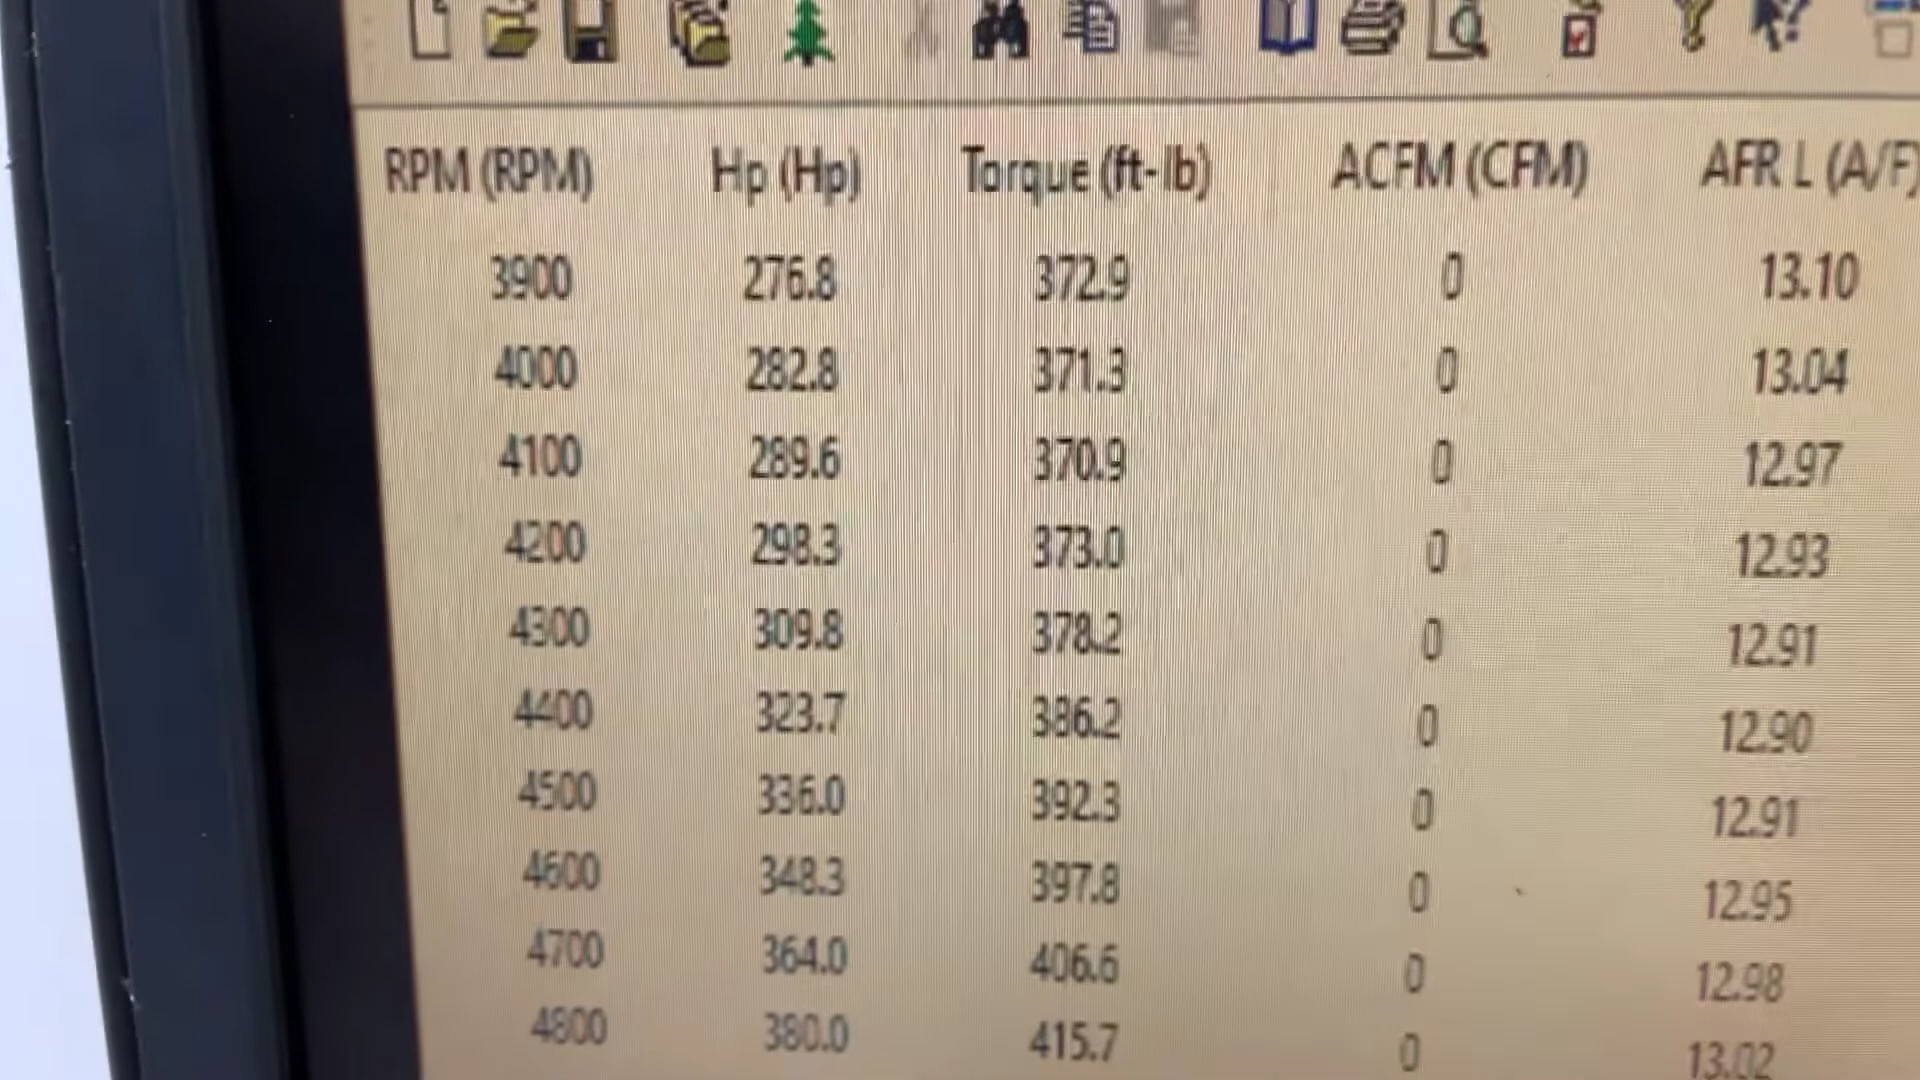 RPM (RPM) Hp (Hp) Torque (ft-lb) ACFM (CFM) AFR L (A/F)
3900 276.8 372.9 0 13.10
4000 282.8 371.3 0 13.04
4100 289.6 370.9 0 12.97
4200 298.3 373.0 0 12.93
4300 309.8 378.2 0 12.91
4400 323.7 386.2 0 12.90
4500 336.0 392.3 0 12.91
4600 348.3 397.8 0 12.95
4700 364.0 406.6 0 12.98
4800 380.0 415.7 0 13.02